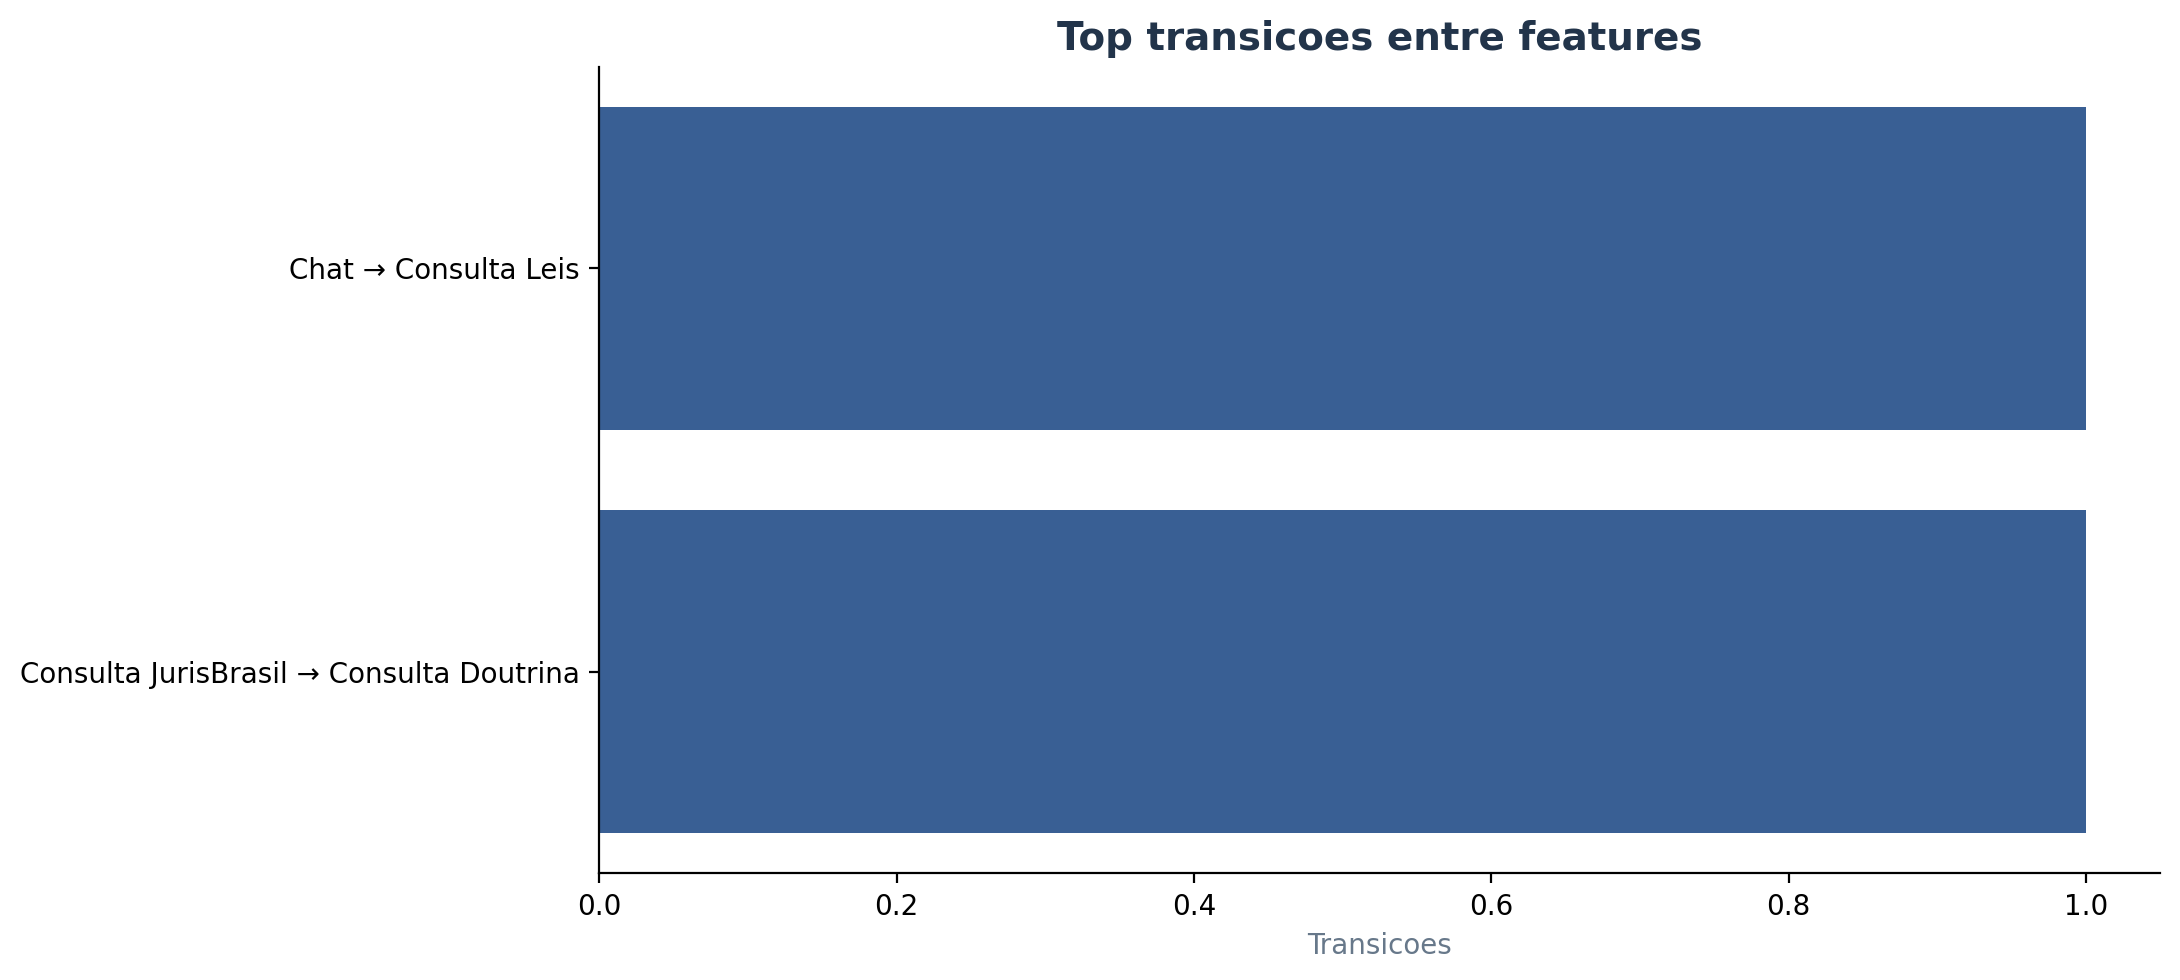 Top transicoes entre features
Chat → Consulta Leis
Consulta JurisBrasil → Consulta Doutrina
0.0 0.2 0.4 0.6 0.8 1.0
Transicoes